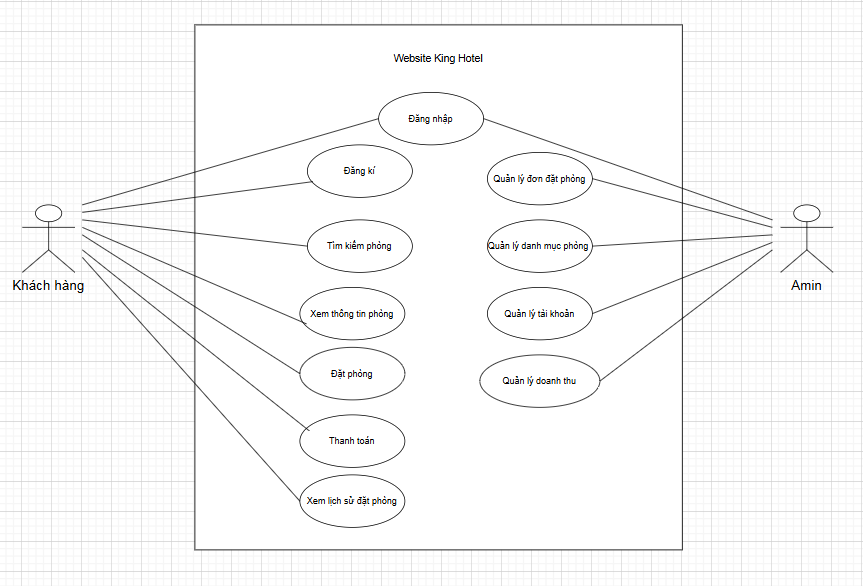 Website King Hotel
Đăng nhập
Đăng kí
Quản lý đơn đặt phòng
Tìm kiếm phòng
Quản lý danh mục phòng
Khách hàng
Amin
Xem thông tin phòng
Quản lý tài khoản
Đặt phòng
Quản lý doanh thu
Thanh toán
Xem lịch sử đặt phòng